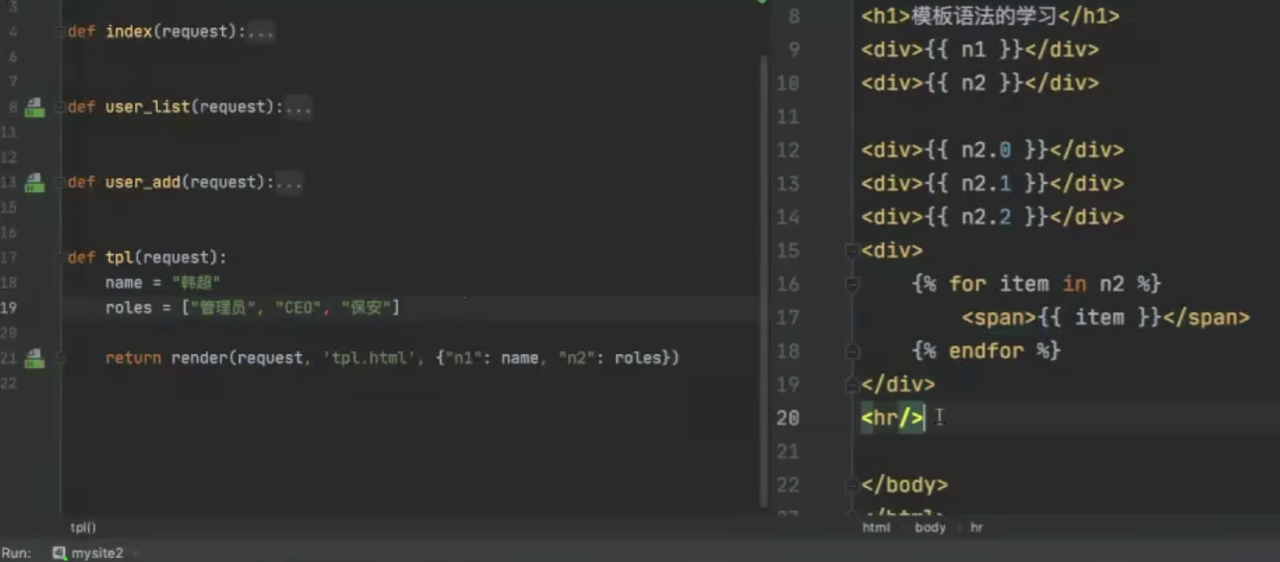 3
4 def index(request):...
6
7
8 def user_list(request):...
11
12
13 def user_add(request):...
15
16
17 def tpl(request):
18 name = "韩超"
19 roles = ["管理员", "CEO", "保安"]
20
21 return render(request, 'tpl.html', {"n1": name, "n2": roles})
22
tpl()
8 <h1>模板语法的学习</h1>
9 <div>{{ n1 }}</div>
10 <div>{{ n2 }}</div>
11
12 <div>{{ n2.0 }}</div>
13 <div>{{ n2.1 }}</div>
14 <div>{{ n2.2 }}</div>
15 <div>
16 {% for item in n2 %}
17 <span>{{ item }}</span>
18 {% endfor %}
19 </div>
20 <hr/>
21
22 </body>
html body hr
Run: mysite2